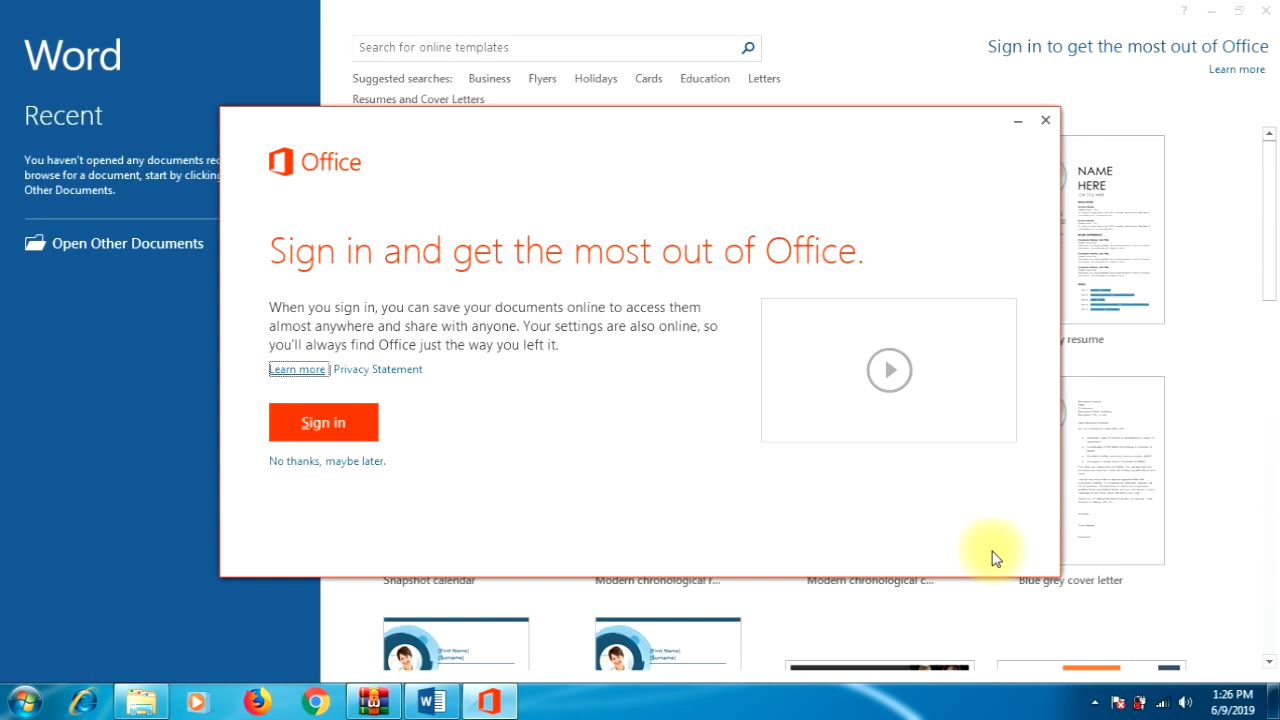 ?
Word
Search for online templates
Sign in to get the most out of Office
Learn more
Suggested searches: Business Flyers Holidays Cards Education Letters
Resumes and Cover Letters
Recent
You haven't opened any documents
browse for a document, start by clicking
Other Documents.
Open Other Documents
Office
Sign in and get the most out of Office.
When you sign in, you can save your documents online to access them
almost anywhere and share with anyone. Your settings are also online, so
you'll always find Office just the way you left it.
Learn more | Privacy Statement
Sign in
No thanks, maybe later.
NAME
HERE
resume
Snapshot calendar
Modern chronological r...
Modern chronological c...
Blue grey cover letter
[First Name]
[Surname]
[First Name]
[Surname]
1:26 PM
6/9/2019